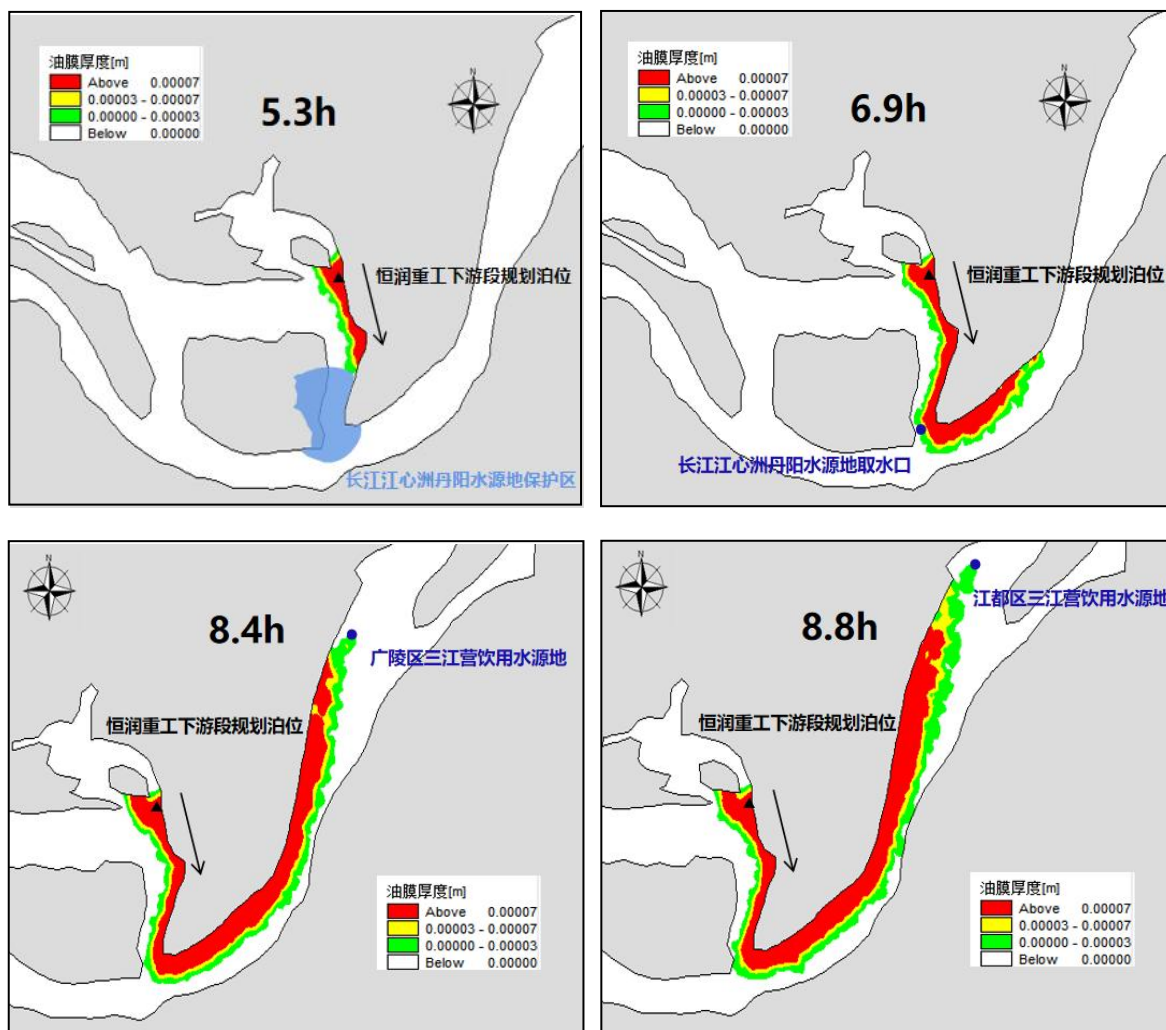 油膜厚度[m]
Above 0.00007
0.00003 - 0.00007
0.00000 - 0.00003
Below 0.00000
5.3h
N
恒润重工下游段规划泊位
长江江心洲丹阳水源地保护区
油膜厚度[m]
Above 0.00007
0.00003 - 0.00007
0.00000 - 0.00003
Below 0.00000
6.9h
N
恒润重工下游段规划泊位
长江江心洲丹阳水源地取水口
N
8.4h
广陵区三江营饮用水源地
恒润重工下游段规划泊位
油膜厚度[m]
Above 0.00007
0.00003 - 0.00007
0.00000 - 0.00003
Below 0.00000
N
8.8h
江都区三江营饮用水源地
恒润重工下游段规划泊位
油膜厚度[m]
Above 0.00007
0.00003 - 0.00007
0.00000 - 0.00003
Below 0.00000